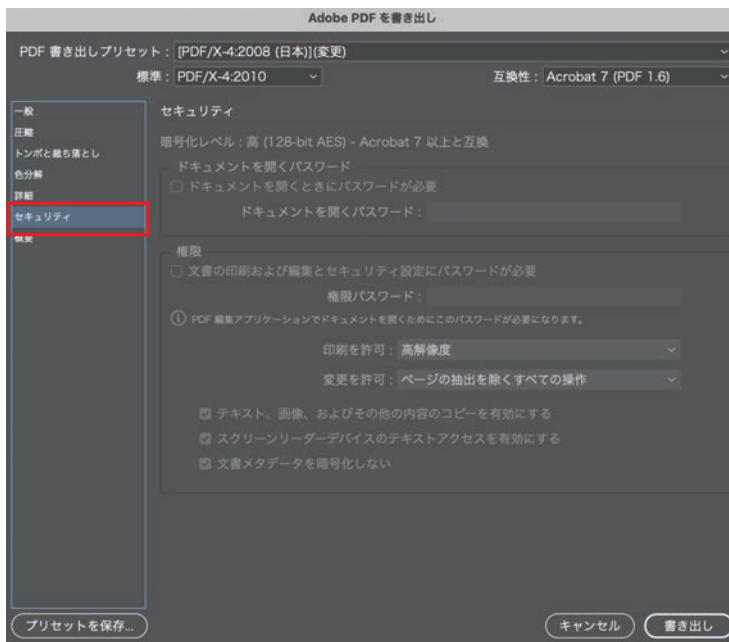 Adobe PDF を書き出し
PDF 書き出しプリセット : [PDF/X-4:2008 (日本)](変更)
標準 : PDF/X-4:2010
互換性 : Acrobat 7 (PDF 1.6)
一般
圧縮
トンボと裁ち落とし
色分解
詳細
セキュリティ
概要
セキュリティ
暗号化レベル : 高 (128-bit AES) - Acrobat 7 以上と互換
ドキュメントを開くパスワード
ドキュメントを開くときにパスワードが必要
ドキュメントを開くパスワード :
権限
文書の印刷および編集とセキュリティ設定にパスワードが必要
権限パスワード :
PDF 編集アプリケーションでドキュメントを開くためにこのパスワードが必要になります。
印刷を許可 : 高解像度
変更を許可 : ページの抽出を除くすべての操作
テキスト、画像、およびその他の内容のコピーを有効にする
スクリーンリーダーデバイスのテキストアクセスを有効にする
文書メタデータを暗号化しない
プリセットを保存...
キャンセル
書き出し